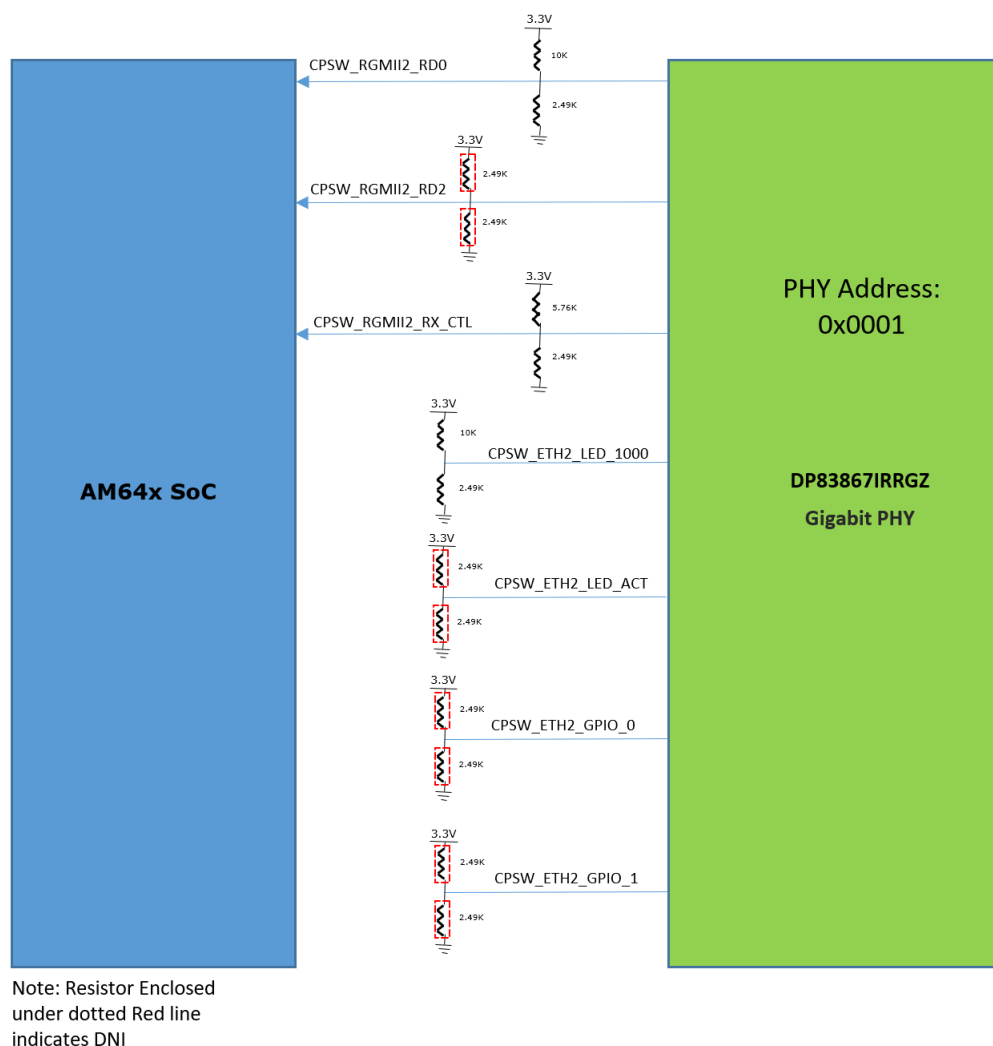 3.3V
10K
CPSW_RGMII2_RD0
2.49K
3.3V
2.49K
CPSW_RGMII2_RD2
2.49K
3.3V
5.76K
CPSW_RGMII2_RX_CTL
2.49K
PHY Address:
0x0001
3.3V
10K
CPSW_ETH2_LED_1000
2.49K
AM64x SoC
DP83867IRRGZ
Gigabit PHY
3.3V
2.49K
CPSW_ETH2_LED_ACT
2.49K
3.3V
2.49K
CPSW_ETH2_GPIO_0
2.49K
3.3V
2.49K
CPSW_ETH2_GPIO_1
2.49K
Note: Resistor Enclosed
under dotted Red line
indicates DNI